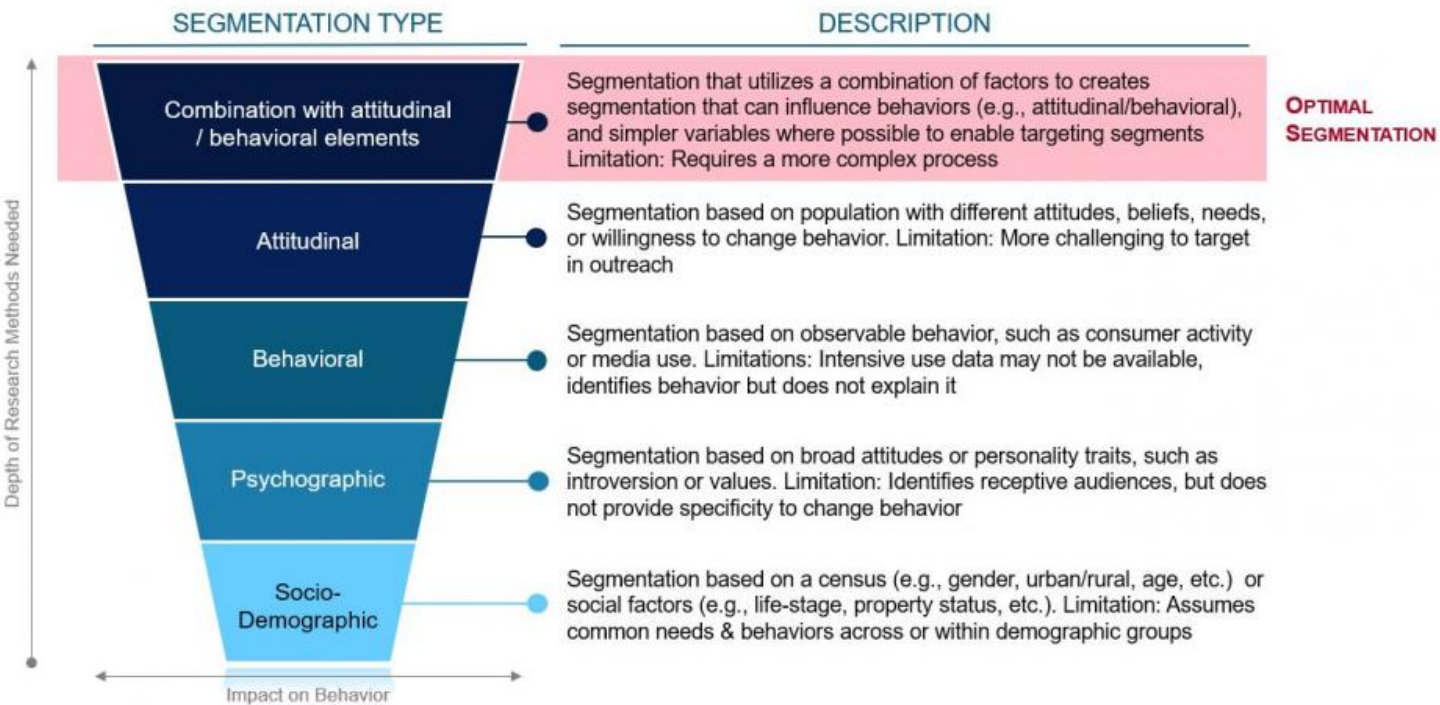 SEGMENTATION TYPE
DESCRIPTION
Depth of Research Methods Needed
Combination with attitudinal
/ behavioral elements
Segmentation that utilizes a combination of factors to creates
segmentation that can influence behaviors (e.g., attitudinal/behavioral),
and simpler variables where possible to enable targeting segments
Limitation: Requires a more complex process
OPTIMAL
SEGMENTATION
Attitudinal
Segmentation based on population with different attitudes, beliefs, needs,
or willingness to change behavior. Limitation: More challenging to target
in outreach
Behavioral
Segmentation based on observable behavior, such as consumer activity
or media use. Limitations: Intensive use data may not be available,
identifies behavior but does not explain it
Psychographic
Segmentation based on broad attitudes or personality traits, such as
introversion or values. Limitation: Identifies receptive audiences, but does
not provide specificity to change behavior
Socio-
Demographic
Segmentation based on a census (e.g., gender, urban/rural, age, etc.) or
social factors (e.g., life-stage, property status, etc.). Limitation: Assumes
common needs & behaviors across or within demographic groups
Impact on Behavior